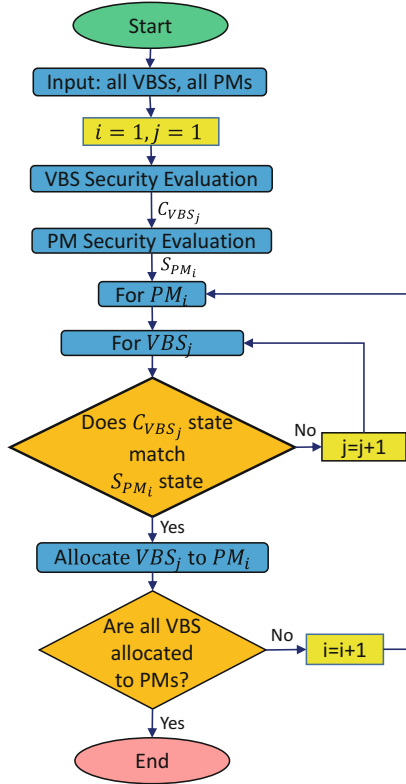 Start
Input: all VBSs, all PMs
i = 1, j = 1
VBS Security Evaluation
C_{VBS_j}
PM Security Evaluation
S_{PM_i}
For PM_i
For VBS_j
Does C_{VBS_j} state
match
S_{PM_i} state
No
j=j+1
Yes
Allocate VBS_j to PM_i
Are all VBS
allocated
to PMs?
No
i=i+1
Yes
End